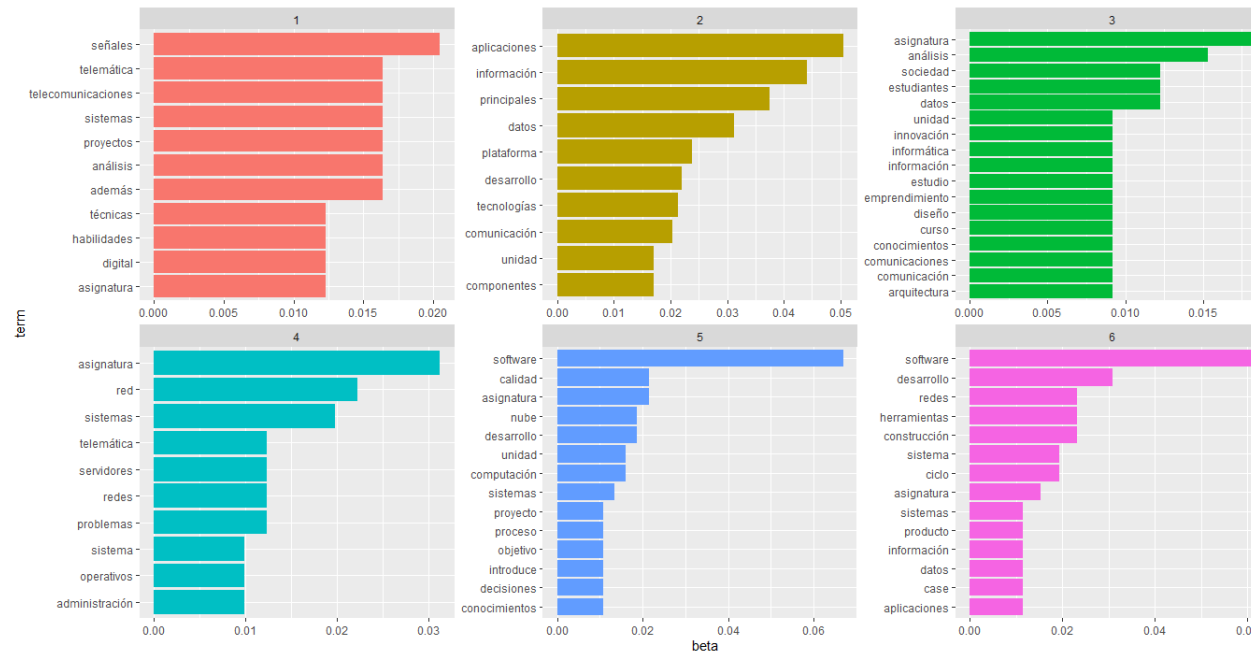 1
señales
telemática
telecomunicaciones
sistemas
proyectos
análisis
además
técnicas
habilidades
digital
asignatura
0.000 0.005 0.010 0.015 0.020
2
aplicaciones
información
principales
datos
plataforma
desarrollo
tecnologías
comunicación
unidad
componentes
0.00 0.01 0.02 0.03 0.04 0.05
3
asignatura
análisis
sociedad
estudiantes
datos
unidad
innovación
informática
información
estudio
emprendimiento
diseño
curso
conocimientos
comunicaciones
comunicación
arquitectura
0.000 0.005 0.010 0.015
term
4
asignatura
red
sistemas
telemática
servidores
redes
problemas
sistema
operativos
administración
0.00 0.01 0.02 0.03
5
software
calidad
asignatura
nube
desarrollo
unidad
computación
sistemas
proyecto
proceso
objetivo
introduce
decisiones
conocimientos
0.00 0.02 0.04 0.06
6
software
desarrollo
redes
herramientas
construcción
sistema
ciclo
asignatura
sistemas
producto
información
datos
case
aplicaciones
0.00 0.02 0.04
beta